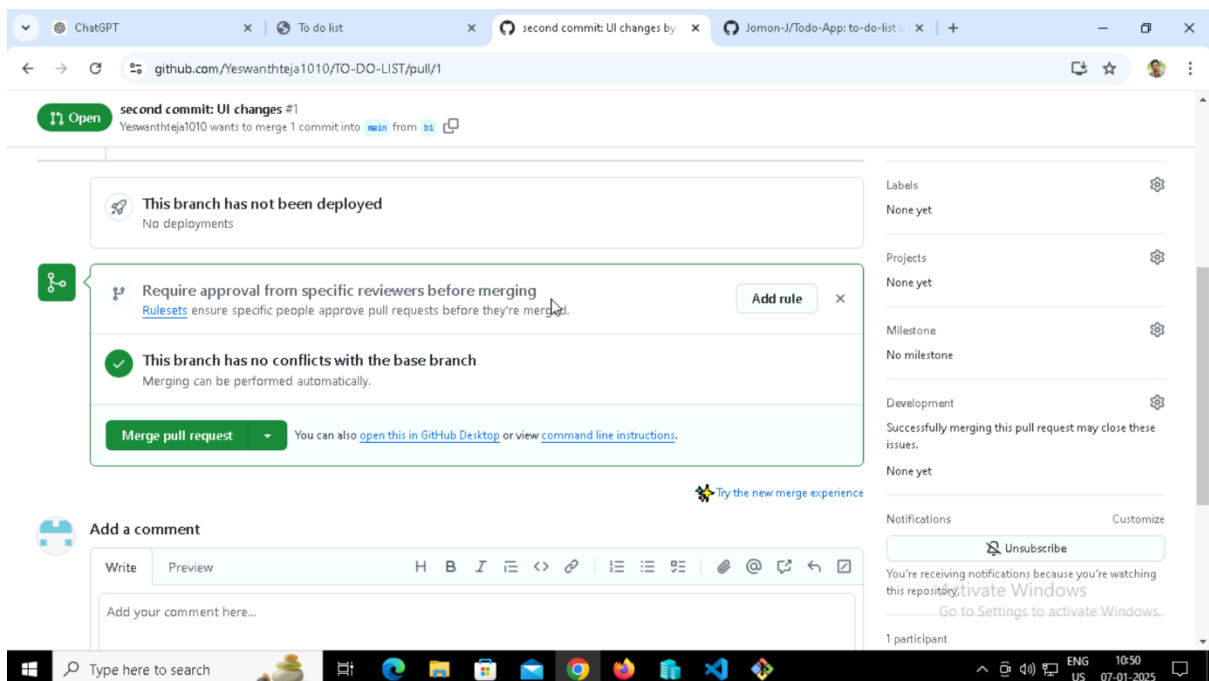 ChatGPT
To do list
second commit: UI changes by
Jomon-J/Todo-App: to-do-list u
github.com/Yeswanthteja1010/TO-DO-LIST/pull/1
Open
second commit: UI changes #1
Yeswanthteja1010 wants to merge 1 commit into main from b1
This branch has not been deployed
No deployments
Require approval from specific reviewers before merging
Rulesets ensure specific people approve pull requests before they're merged.
Add rule
This branch has no conflicts with the base branch
Merging can be performed automatically.
Merge pull request
You can also open this in GitHub Desktop or view command line instructions.
Try the new merge experience
Add a comment
Write
Preview
Add your comment here...
Labels
None yet
Projects
None yet
Milestone
No milestone
Development
Successfully merging this pull request may close these
issues.
None yet
Notifications
Customize
Unsubscribe
You're receiving notifications because you're watching
this repository.
Activate Windows
Go to Settings to activate Windows.
1 participant
Type here to search
ENG
US
10:50
07-01-2025